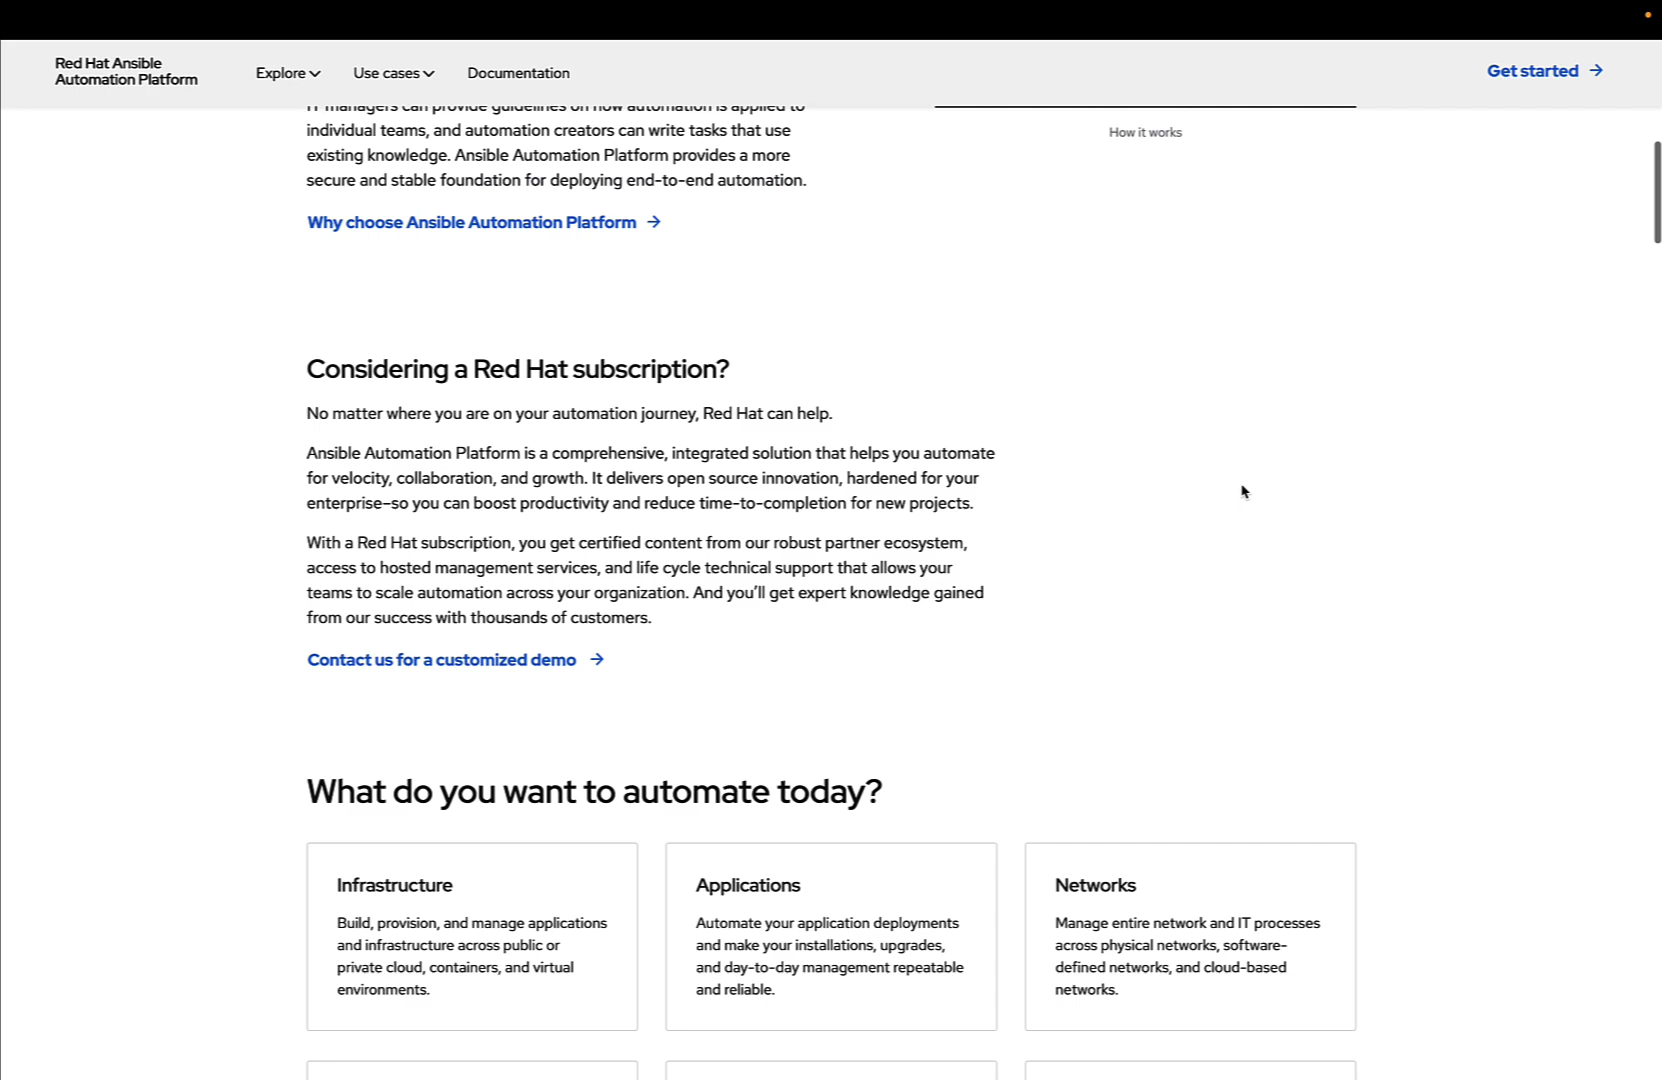 Red Hat Ansible
Automation Platform
Explore
Use cases
Documentation
Get started
IT managers can provide guidelines on how automation is applied to
individual teams, and automation creators can write tasks that use
existing knowledge. Ansible Automation Platform provides a more
secure and stable foundation for deploying end-to-end automation.
How it works
Why choose Ansible Automation Platform
Considering a Red Hat subscription?
No matter where you are on your automation journey, Red Hat can help.
Ansible Automation Platform is a comprehensive, integrated solution that helps you automate
for velocity, collaboration, and growth. It delivers open source innovation, hardened for your
enterprise–so you can boost productivity and reduce time-to-completion for new projects.
With a Red Hat subscription, you get certified content from our robust partner ecosystem,
access to hosted management services, and life cycle technical support that allows your
teams to scale automation across your organization. And you’ll get expert knowledge gained
from our success with thousands of customers.
Contact us for a customized demo
What do you want to automate today?
Infrastructure
Build, provision, and manage applications
and infrastructure across public or
private cloud, containers, and virtual
environments.
Applications
Automate your application deployments
and make your installations, upgrades,
and day-to-day management repeatable
and reliable.
Networks
Manage entire network and IT processes
across physical networks, software-
defined networks, and cloud-based
networks.